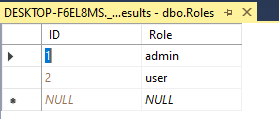 DESKTOP-F6EL8MS._...esults - dbo.Roles
ID Role
1 admin
2 user
NULL NULL